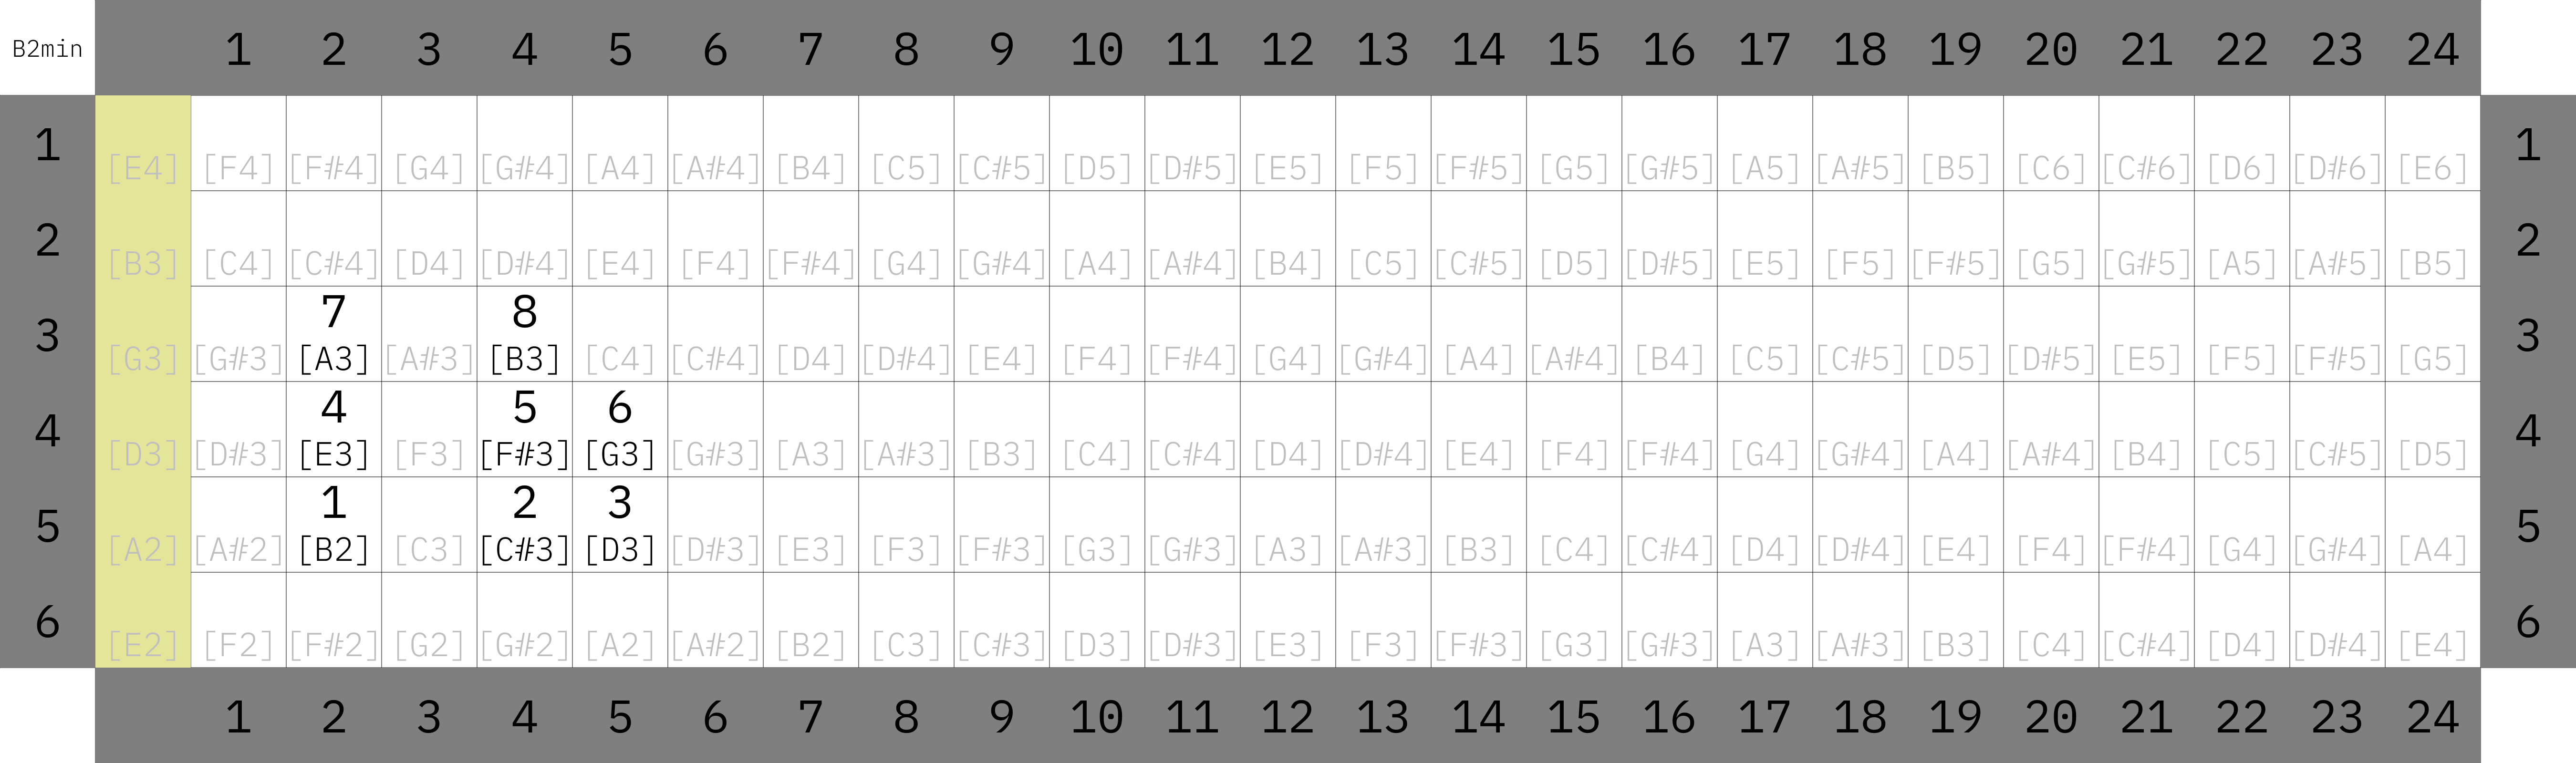 B2min 1 2 3 4 5 6 7 8 9 10 11 12 13 14 15 16 17 18 19 20 21 22 23 24
1 [E4] [F4] [F#4] [G4] [G#4] [A4] [A#4] [B4] [C5] [C#5] [D5] [D#5] [E5] [F5] [F#5] [G5] [G#5] [A5] [A#5] [B5] [C6] [C#6] [D6] [D#6] [E6] 1
2 [B3] [C4] [C#4] [D4] [D#4] [E4] [F4] [F#4] [G4] [G#4] [A4] [A#4] [B4] [C5] [C#5] [D5] [D#5] [E5] [F5] [F#5] [G5] [G#5] [A5] [A#5] [B5] 2
7 8
3 [G3] [G#3] [A3] [A#3] [B3] [C4] [C#4] [D4] [D#4] [E4] [F4] [F#4] [G4] [G#4] [A4] [A#4] [B4] [C5] [C#5] [D5] [D#5] [E5] [F5] [F#5] [G5] 3
4 5 6
4 [D3] [D#3] [E3] [F3] [F#3] [G3] [G#3] [A3] [A#3] [B3] [C4] [C#4] [D4] [D#4] [E4] [F4] [F#4] [G4] [G#4] [A4] [A#4] [B4] [C5] [C#5] [D5] 4
1 2 3
5 [A2] [A#2] [B2] [C3] [C#3] [D3] [D#3] [E3] [F3] [F#3] [G3] [G#3] [A3] [A#3] [B3] [C4] [C#4] [D4] [D#4] [E4] [F4] [F#4] [G4] [G#4] [A4] 5
6 [E2] [F2] [F#2] [G2] [G#2] [A2] [A#2] [B2] [C3] [C#3] [D3] [D#3] [E3] [F3] [F#3] [G3] [G#3] [A3] [A#3] [B3] [C4] [C#4] [D4] [D#4] [E4] 6
1 2 3 4 5 6 7 8 9 10 11 12 13 14 15 16 17 18 19 20 21 22 23 24